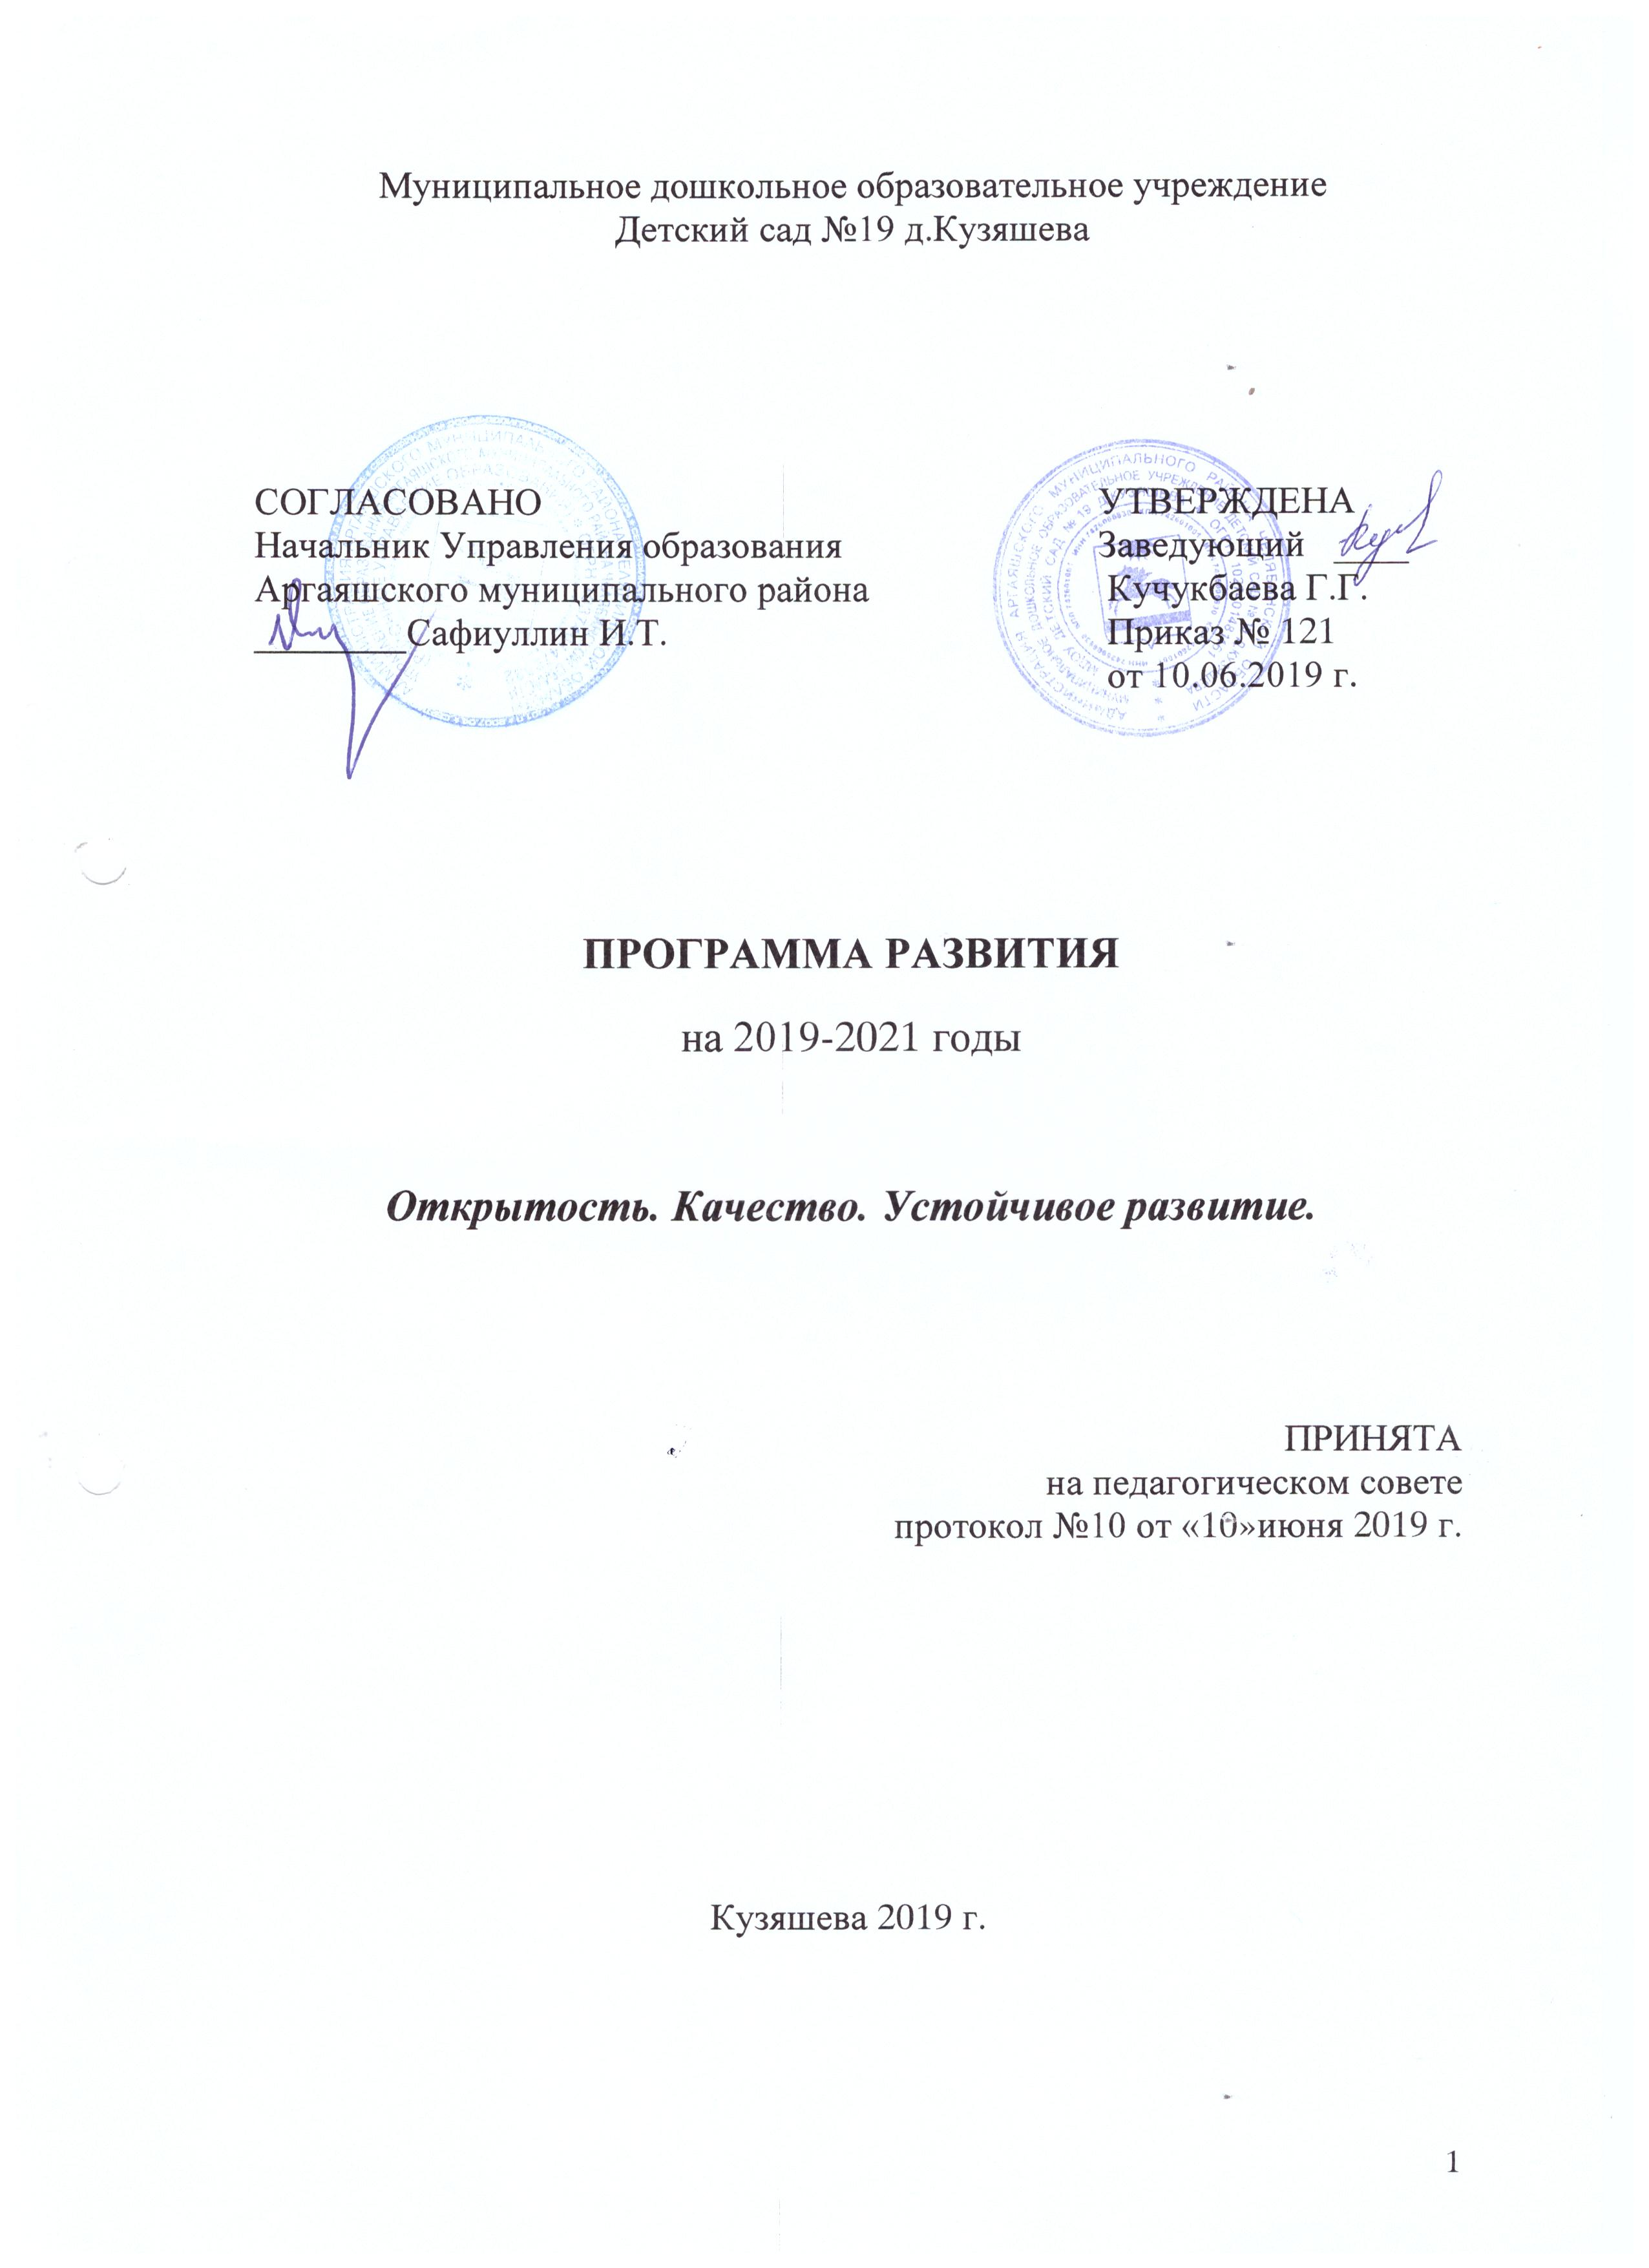 Муниципальное дошкольное образовательное учреждение
Детский сад №19 д.Кузяшева
СОГЛАСОВАНО
Начальник Управления образования
Аргаяшского муниципального района
Сафиуллин И.Т.
УТВЕРЖДЕНА
Заведующий
Кучукбаева Г.Г.
Приказ № 121
от 10.06.2019 г.
ПРОГРАММА РАЗВИТИЯ
на 2019-2021 годы
Открытость. Качество. Устойчивое развитие.
ПРИНЯТА
на педагогическом совете
протокол №10 от «10»июня 2019 г.
Кузяшева 2019 г.
1